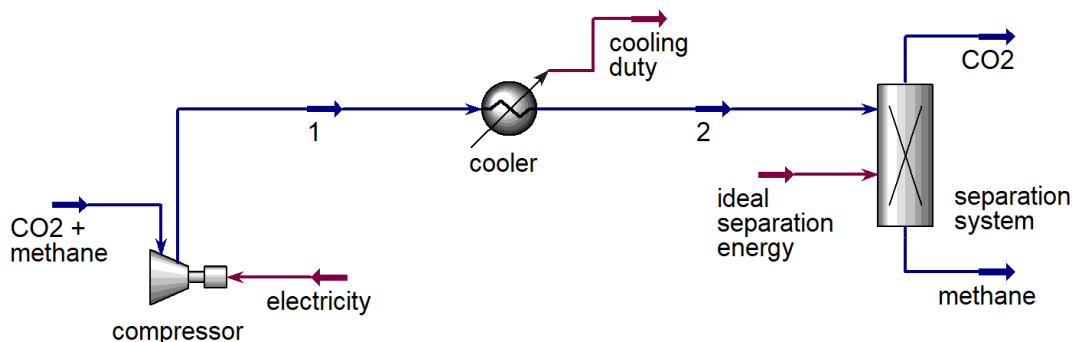 cooling
duty
CO2
1
2
cooler
CO2 +
methane
ideal
separation
energy
separation
system
electricity
methane
compressor